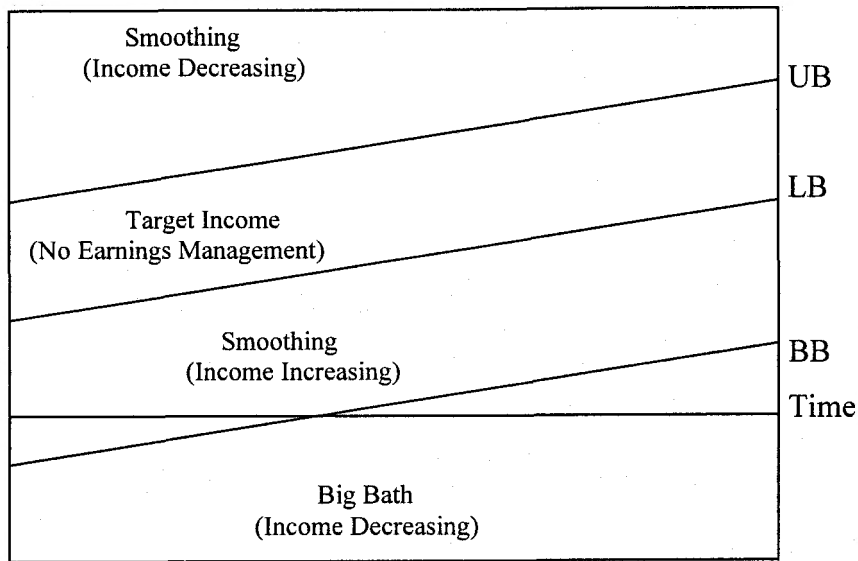 Smoothing
(Income Decreasing)
UB
LB
Target Income
(No Earnings Management)
Smoothing
(Income Increasing)
BB
Time
Big Bath
(Income Decreasing)